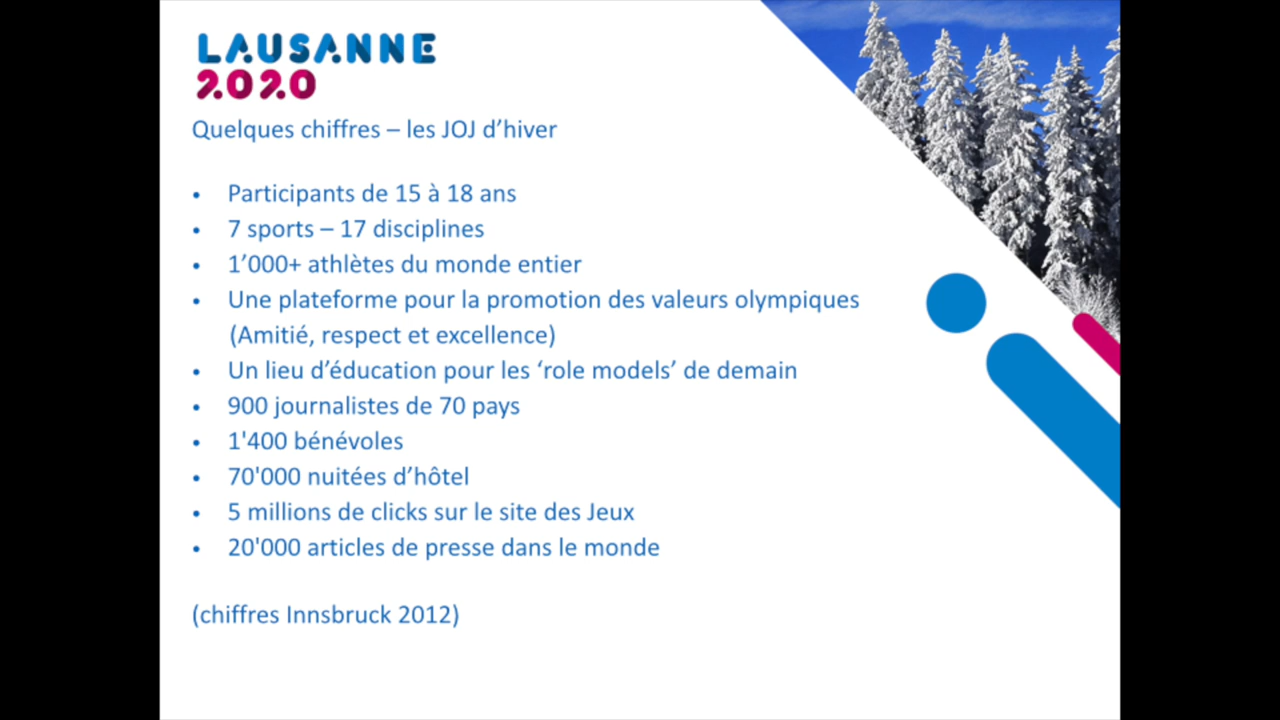 LAUSANNE
2020
Quelques chiffres – les JOJ d’hiver
• Participants de 15 à 18 ans
• 7 sports – 17 disciplines
• 1’000+ athlètes du monde entier
• Une plateforme pour la promotion des valeurs olympiques
(Amitié, respect et excellence)
• Un lieu d’éducation pour les ‘role models’ de demain
• 900 journalistes de 70 pays
• 1'400 bénévoles
• 70'000 nuitées d’hôtel
• 5 millions de clicks sur le site des Jeux
• 20'000 articles de presse dans le monde
(chiffres Innsbruck 2012)